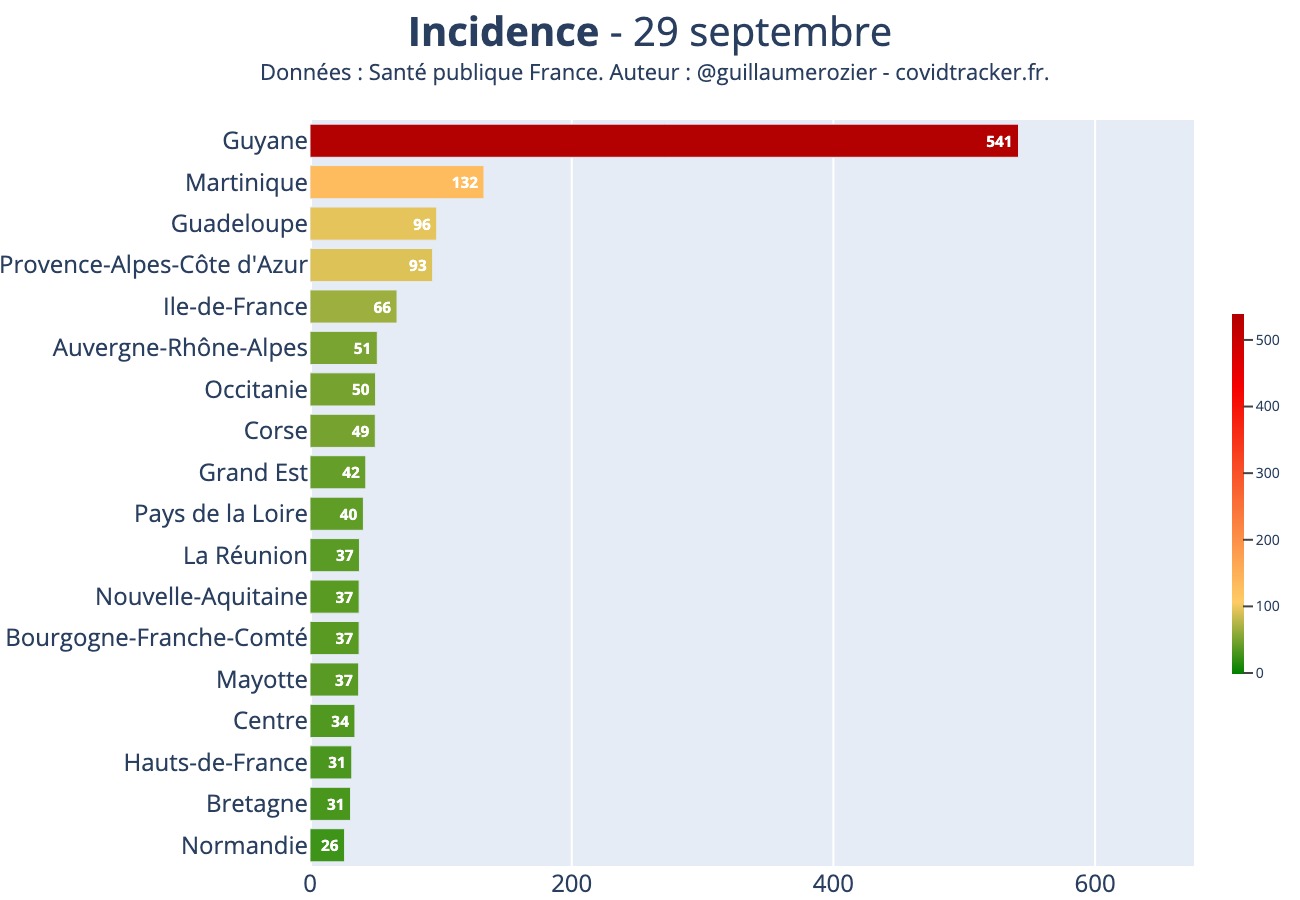 Incidence - 29 septembre
Données : Santé publique France. Auteur : @guillaumerozier - covidtracker.fr.
Guyane 541
Martinique 132
Guadeloupe 96
Provence-Alpes-Côte d'Azur 93
Ile-de-France 66
Auvergne-Rhône-Alpes 51
Occitanie 50
Corse 49
Grand Est 42
Pays de la Loire 40
La Réunion 37
Nouvelle-Aquitaine 37
Bourgogne-Franche-Comté 37
Mayotte 37
Centre 34
Hauts-de-France 31
Bretagne 31
Normandie 26
0 200 400 600
500
400
300
200
100
0